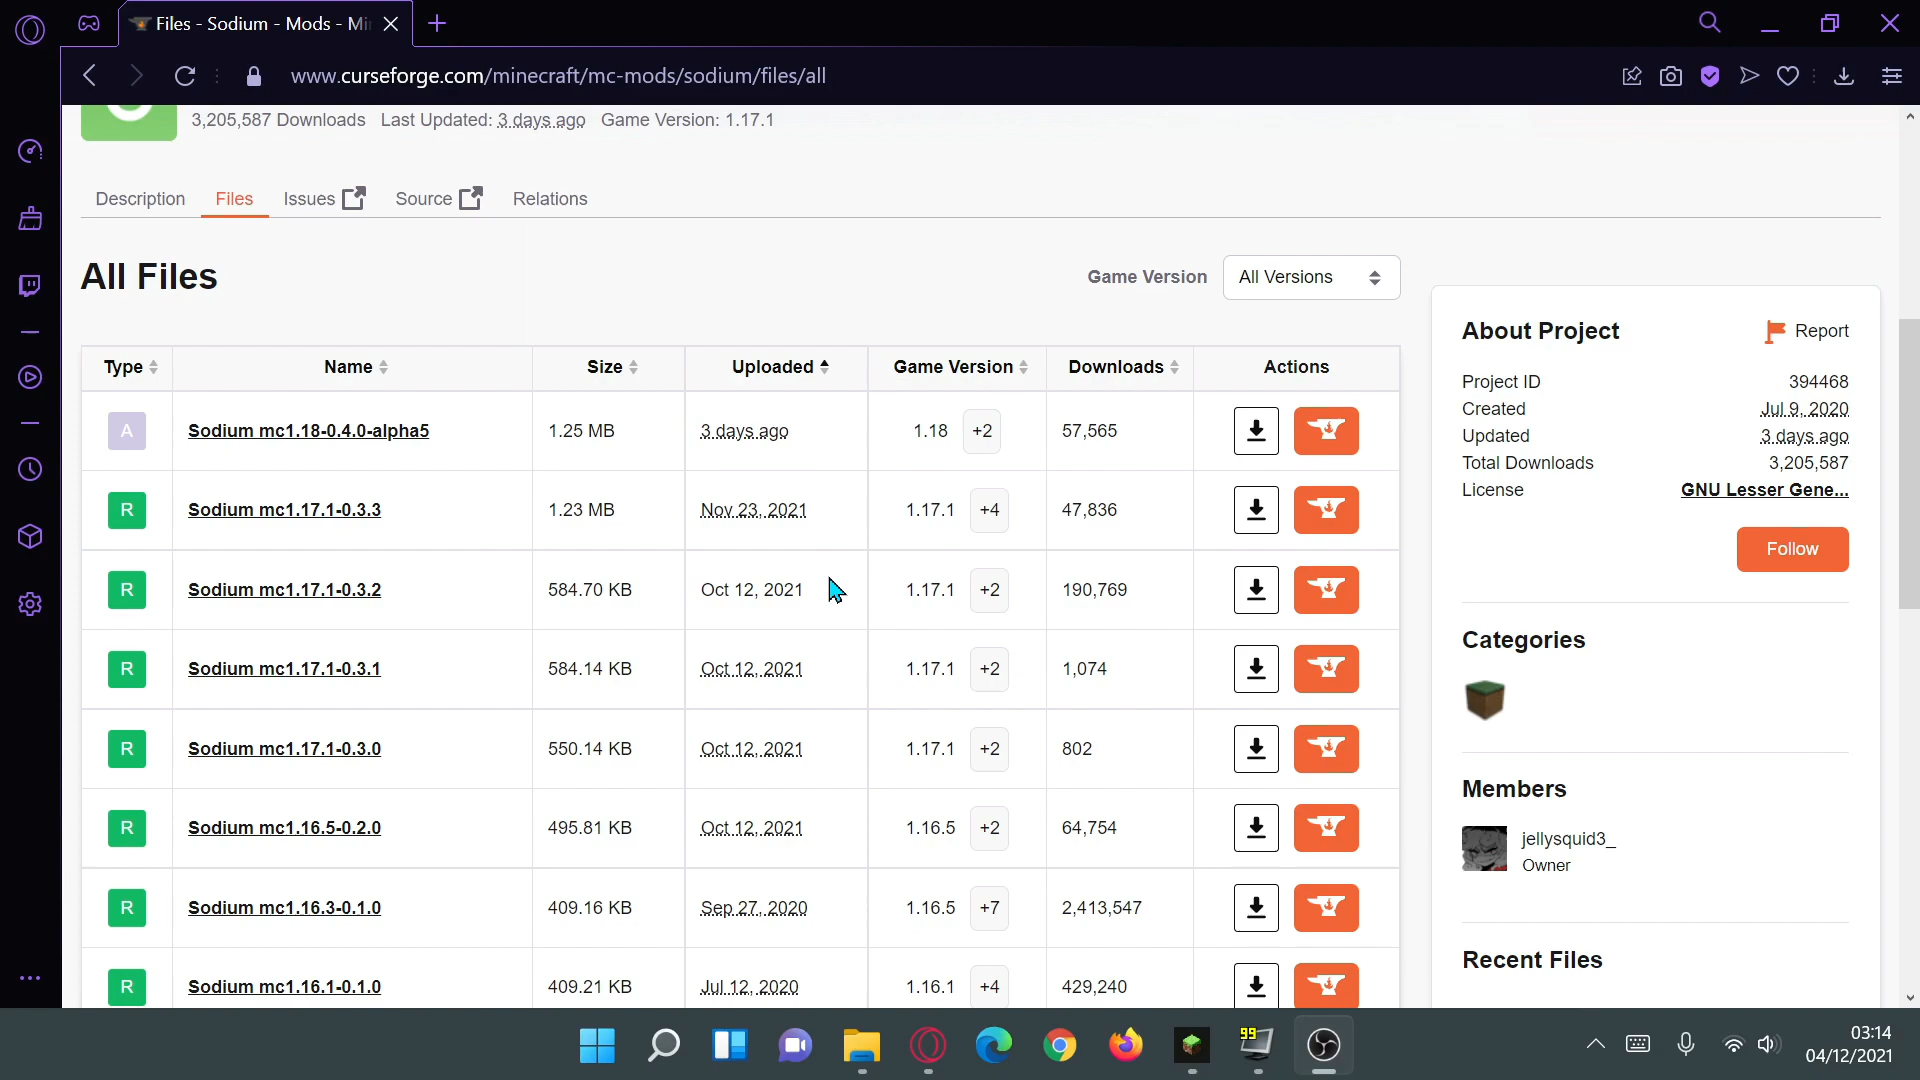 Files - Sodium - Mods - Mi
www.curseforge.com/minecraft/mc-mods/sodium/files/all
3,205,587 Downloads Last Updated: 3 days ago Game Version: 1.17.1
Description Files Issues Source Relations
All Files
Game Version All Versions
Type Name Size Uploaded Game Version Downloads Actions
A Sodium mc1.18-0.4.0-alpha5 1.25 MB 3 days ago 1.18 +2 57,565
R Sodium mc1.17.1-0.3.3 1.23 MB Nov 23, 2021 1.17.1 +4 47,836
R Sodium mc1.17.1-0.3.2 584.70 KB Oct 12, 2021 1.17.1 +2 190,769
R Sodium mc1.17.1-0.3.1 584.14 KB Oct 12, 2021 1.17.1 +2 1,074
R Sodium mc1.17.1-0.3.0 550.14 KB Oct 12, 2021 1.17.1 +2 802
R Sodium mc1.16.5-0.2.0 495.81 KB Oct 12, 2021 1.16.5 +2 64,754
R Sodium mc1.16.3-0.1.0 409.16 KB Sep 27, 2020 1.16.5 +7 2,413,547
R Sodium mc1.16.1-0.1.0 409.21 KB Jul 12, 2020 1.16.1 +4 429,240
About Project Report
Project ID 394468
Created Jul 9, 2020
Updated 3 days ago
Total Downloads 3,205,587
License GNU Lesser Gene...
Follow
Categories
Members
jellysquid3_
Owner
Recent Files
99
03:14
04/12/2021